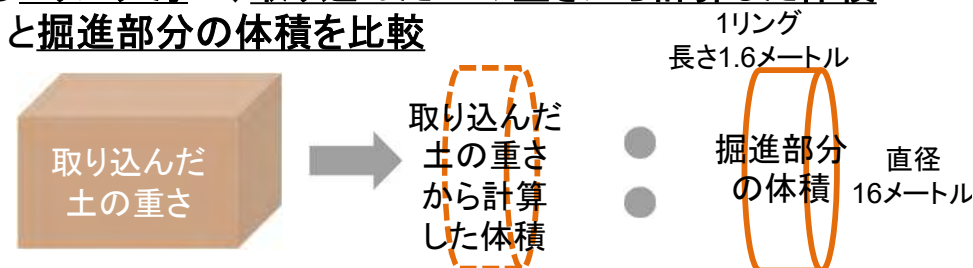 と掘進部分の体積を比較
1リング
長さ1.6メートル
取り込んだ
土の重さ
取り込んだ
土の重さ
から計算
した体積
掘進部分
の体積
直径
16メートル